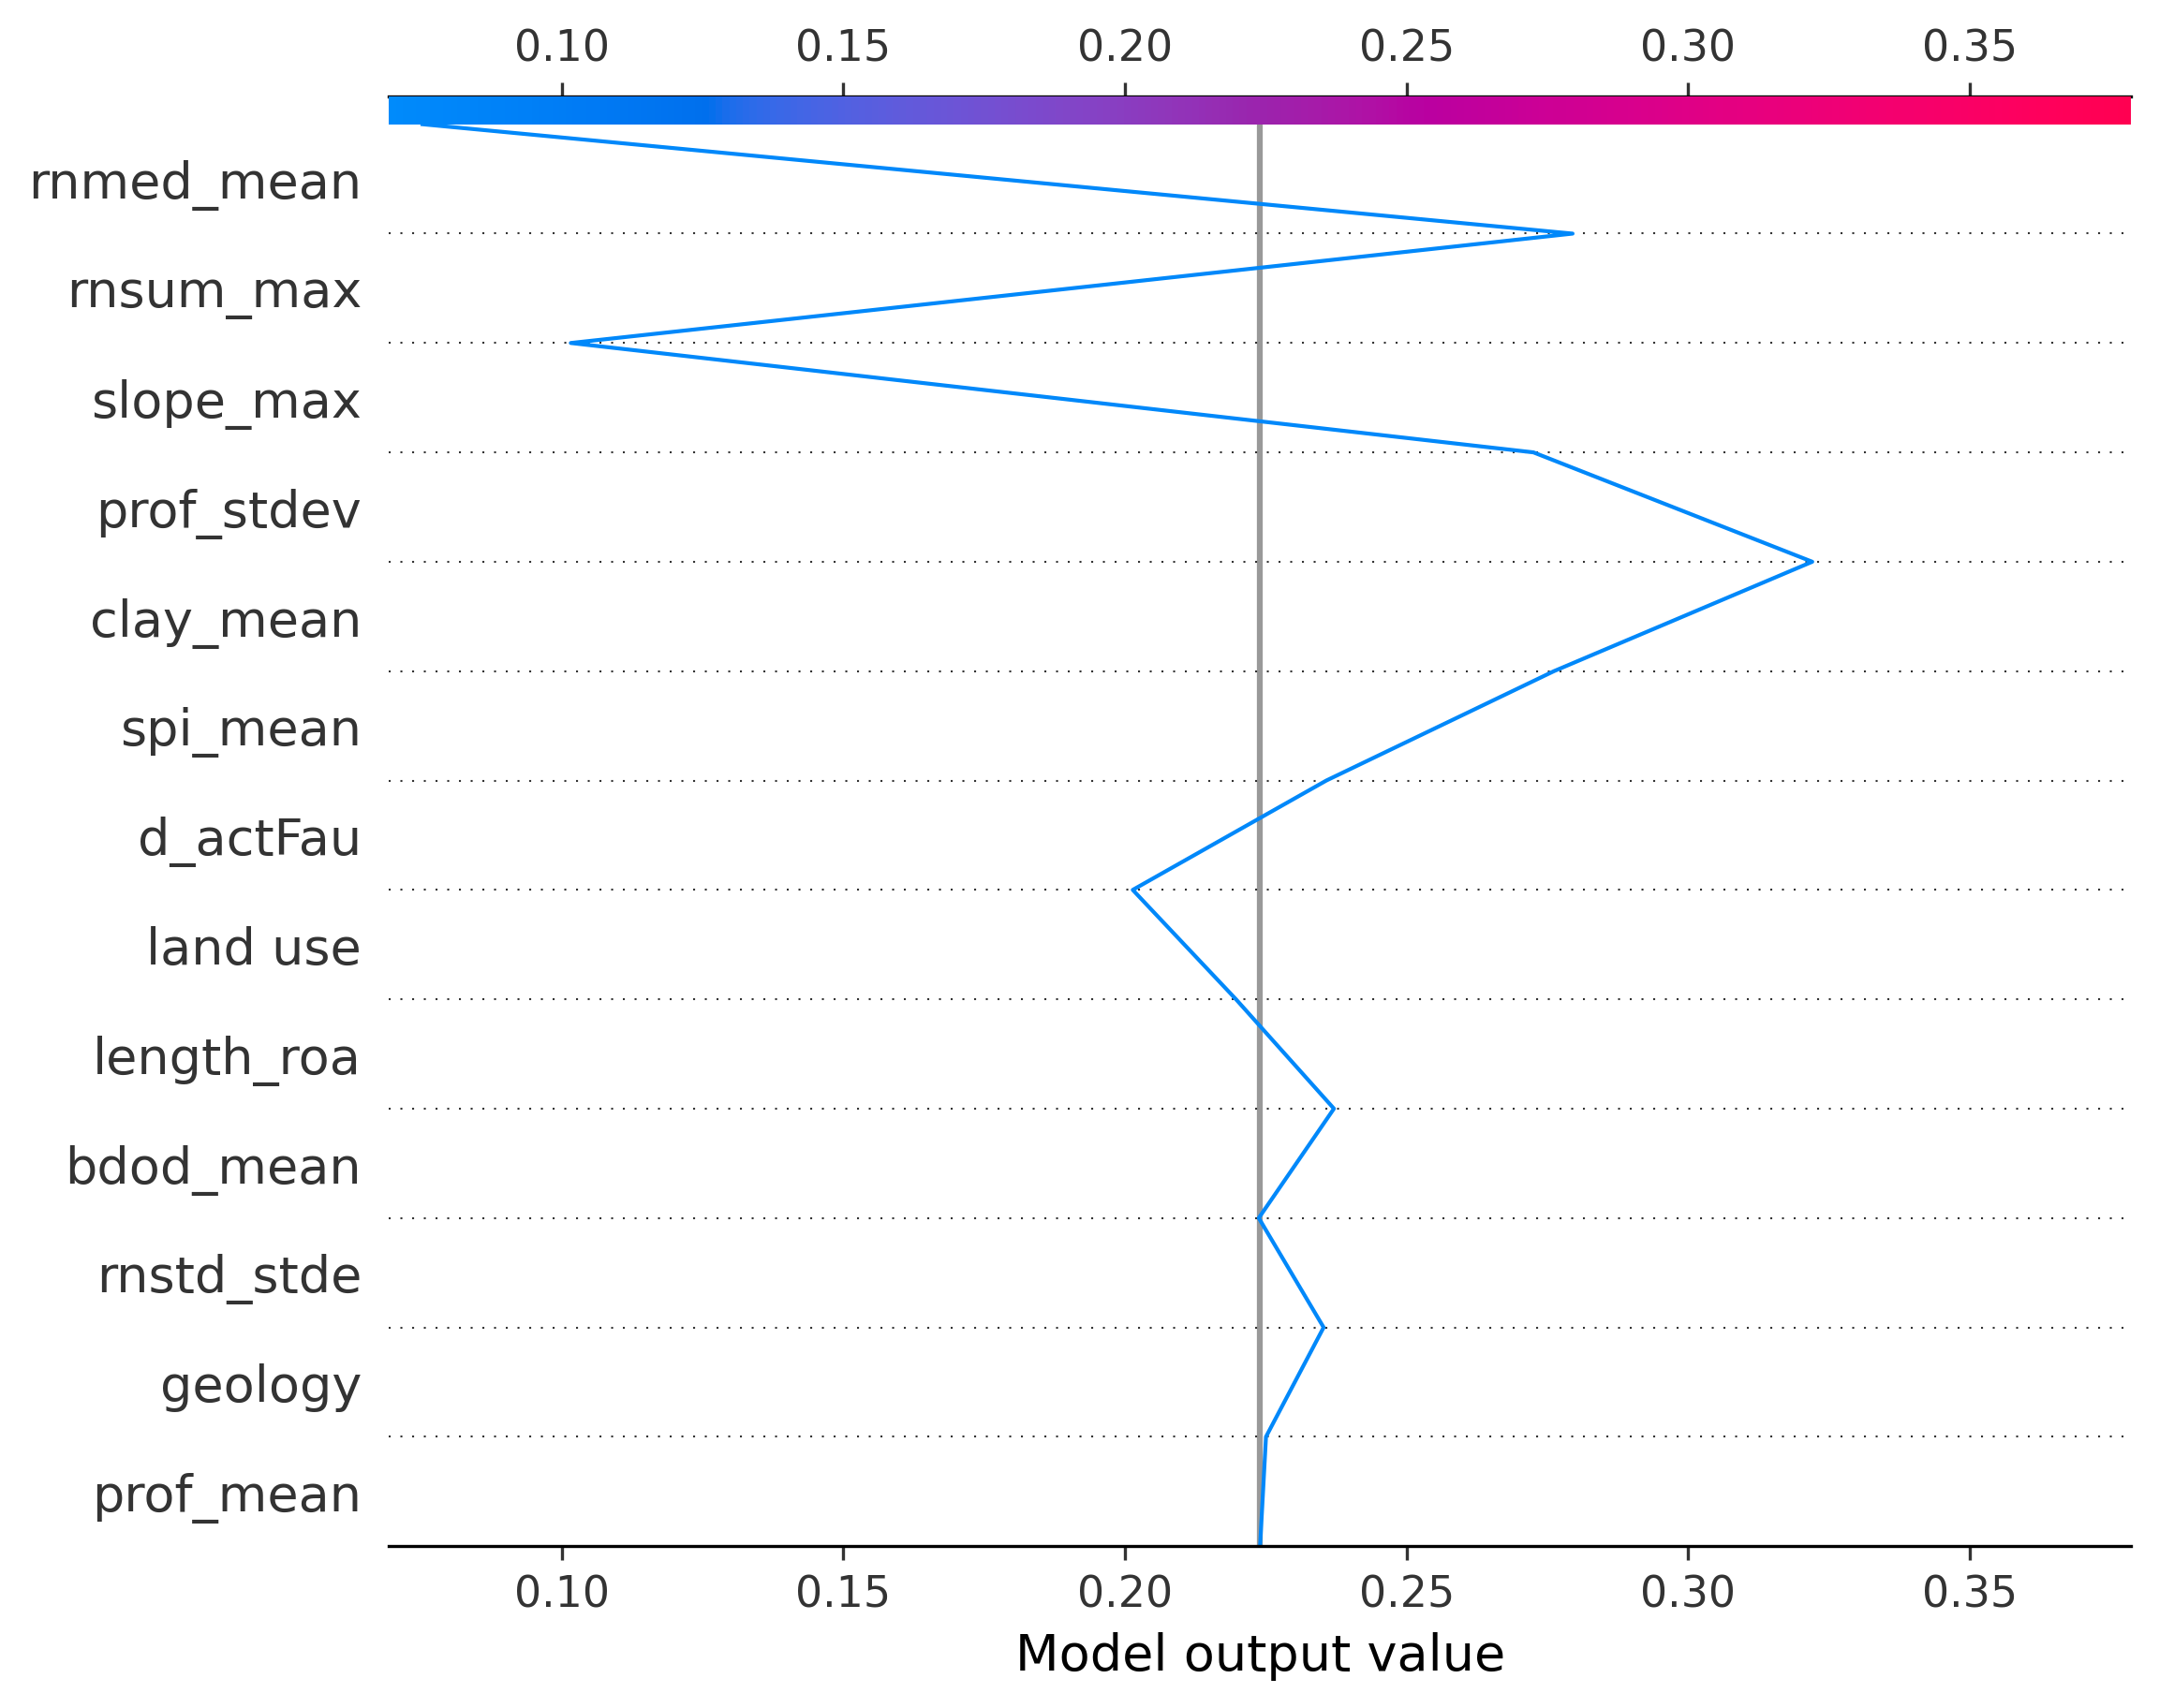 0.10 0.15 0.20 0.25 0.30 0.35
rnmed_mean
rnsum_max
slope_max
prof_stdev
clay_mean
spi_mean
d_actFau
land use
length_roa
bdod_mean
rnstd_stde
geology
prof_mean
0.10 0.15 0.20 0.25 0.30 0.35
Model output value